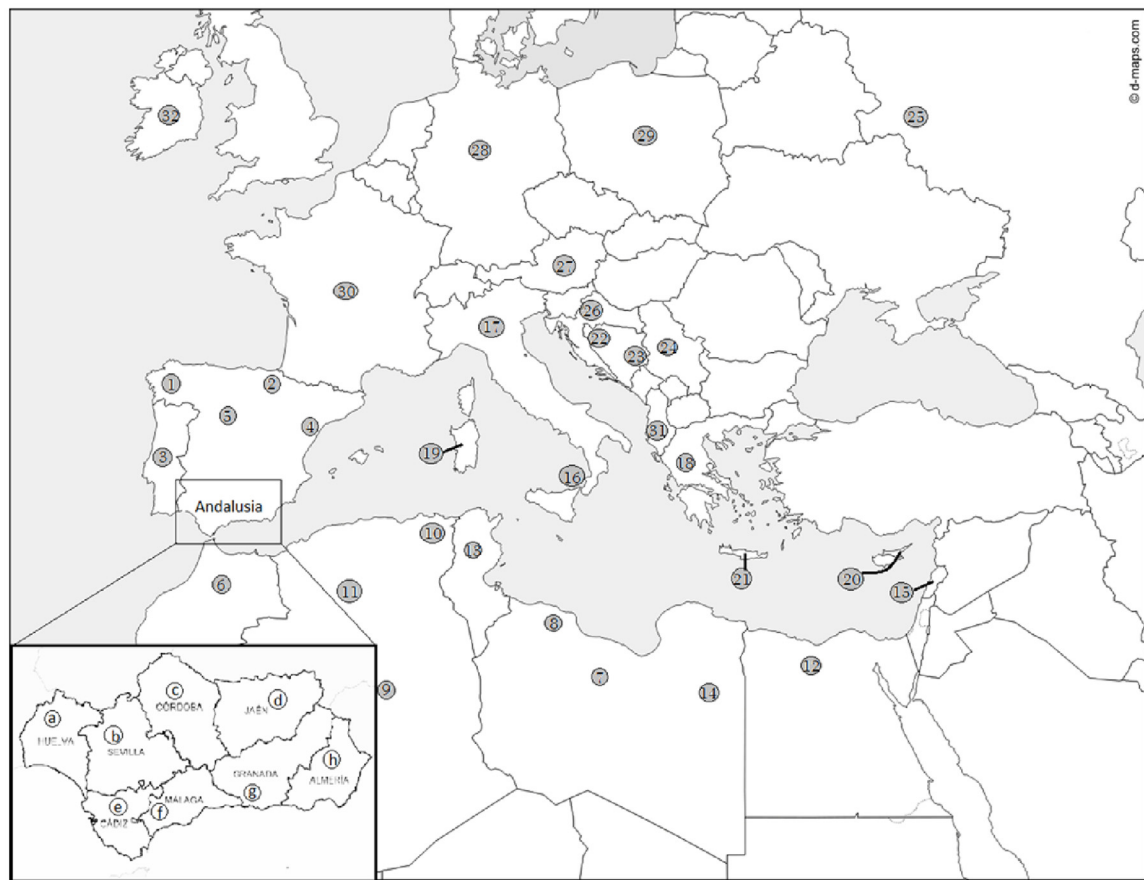 © d-maps.com
32
25
29
28
27
30
26
17
22
24
23
1
2
5
4
31
3
19
18
16
Andalusia
10
13
21
20
15
6
11
8
12
7
9
14
c
CÓRDOBA
d
JAÉN
a
HUELVA
b
SEVILLA
h
ALMERÍA
GRANADA
g
MÁLAGA
e
f
CÁDIZ